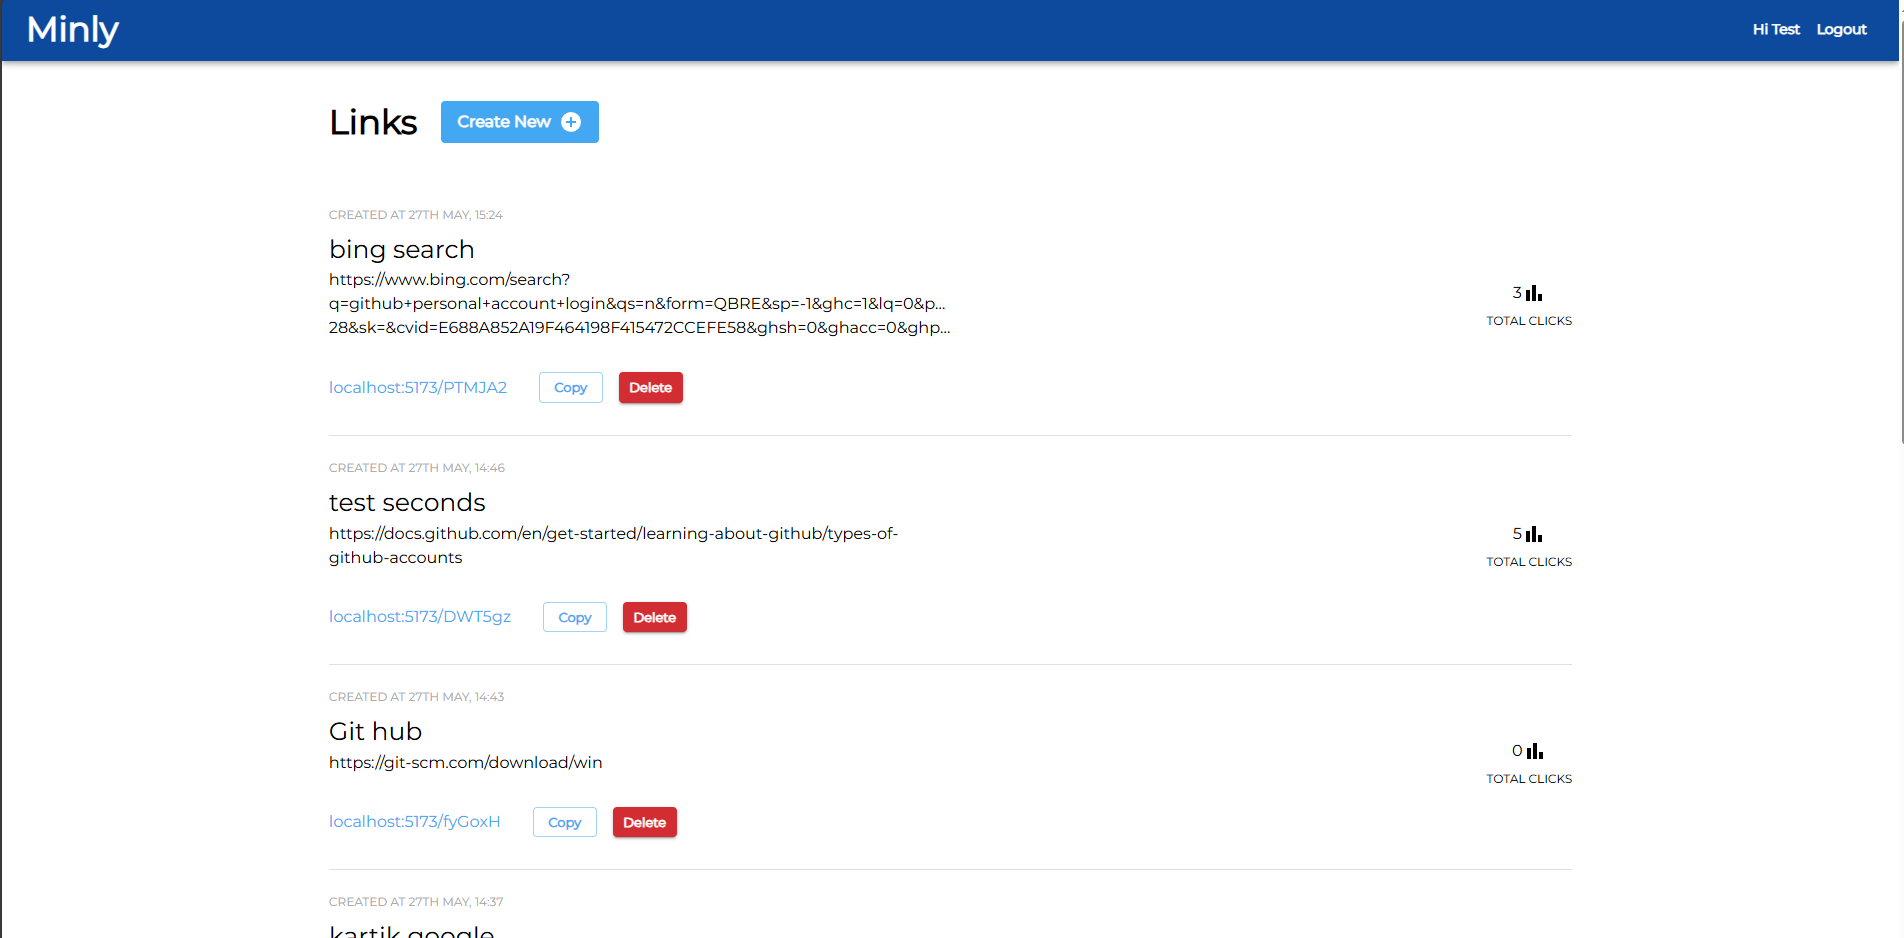 Minly
Hi Test Logout
Links
Create New
CREATED AT 27TH MAY, 15:24
bing search
https://www.bing.com/search?
q=github+personal+account+login&qs=n&form=QBRE&sp=-1&ghc=1&lq=0&p...
28&sk=&cvid=E688A852A19F464198F415472CCEFE58&ghsh=0&ghacc=0&ghp...
3
TOTAL CLICKS
localhost:5173/PTMJA2 Copy Delete
CREATED AT 27TH MAY, 14:46
test seconds
https://docs.github.com/en/get-started/learning-about-github/types-of-
github-accounts
5
TOTAL CLICKS
localhost:5173/DWT5gz Copy Delete
CREATED AT 27TH MAY, 14:43
Git hub
https://git-scm.com/download/win
0
TOTAL CLICKS
localhost:5173/fyGoxH Copy Delete
CREATED AT 27TH MAY, 14:37
kartik google